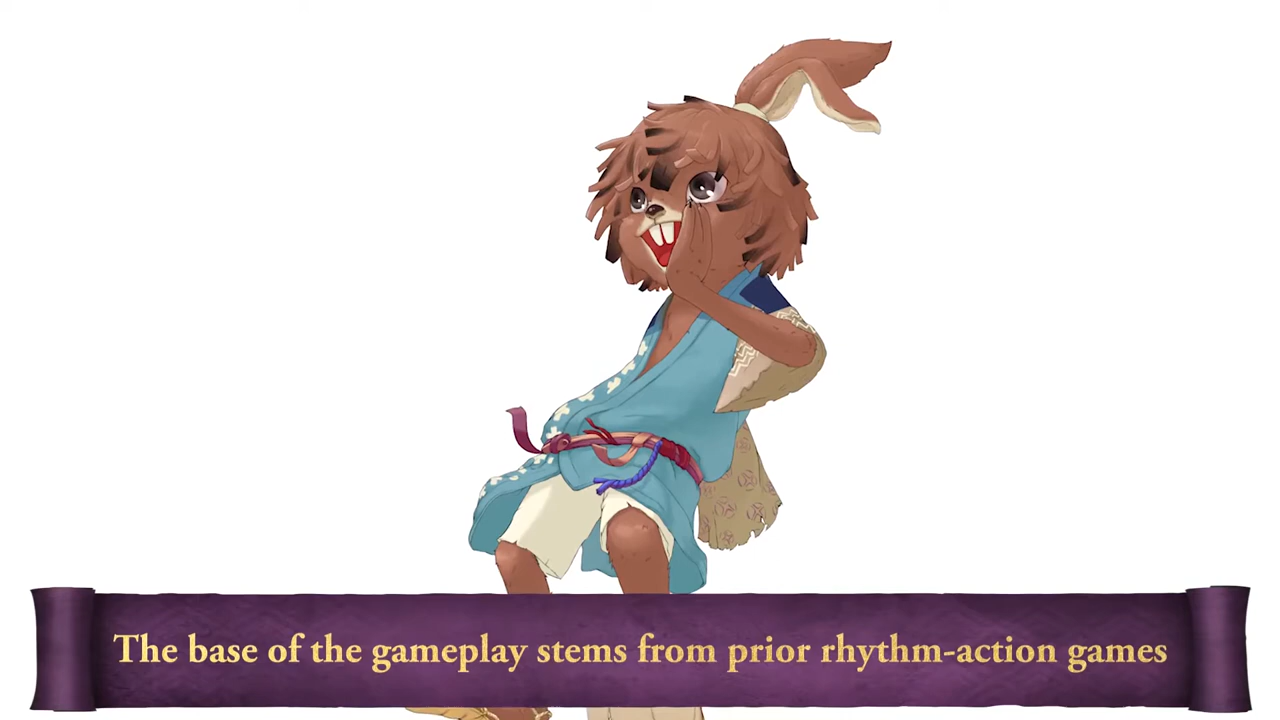 The base of the gameplay stems from prior rhythm-action games